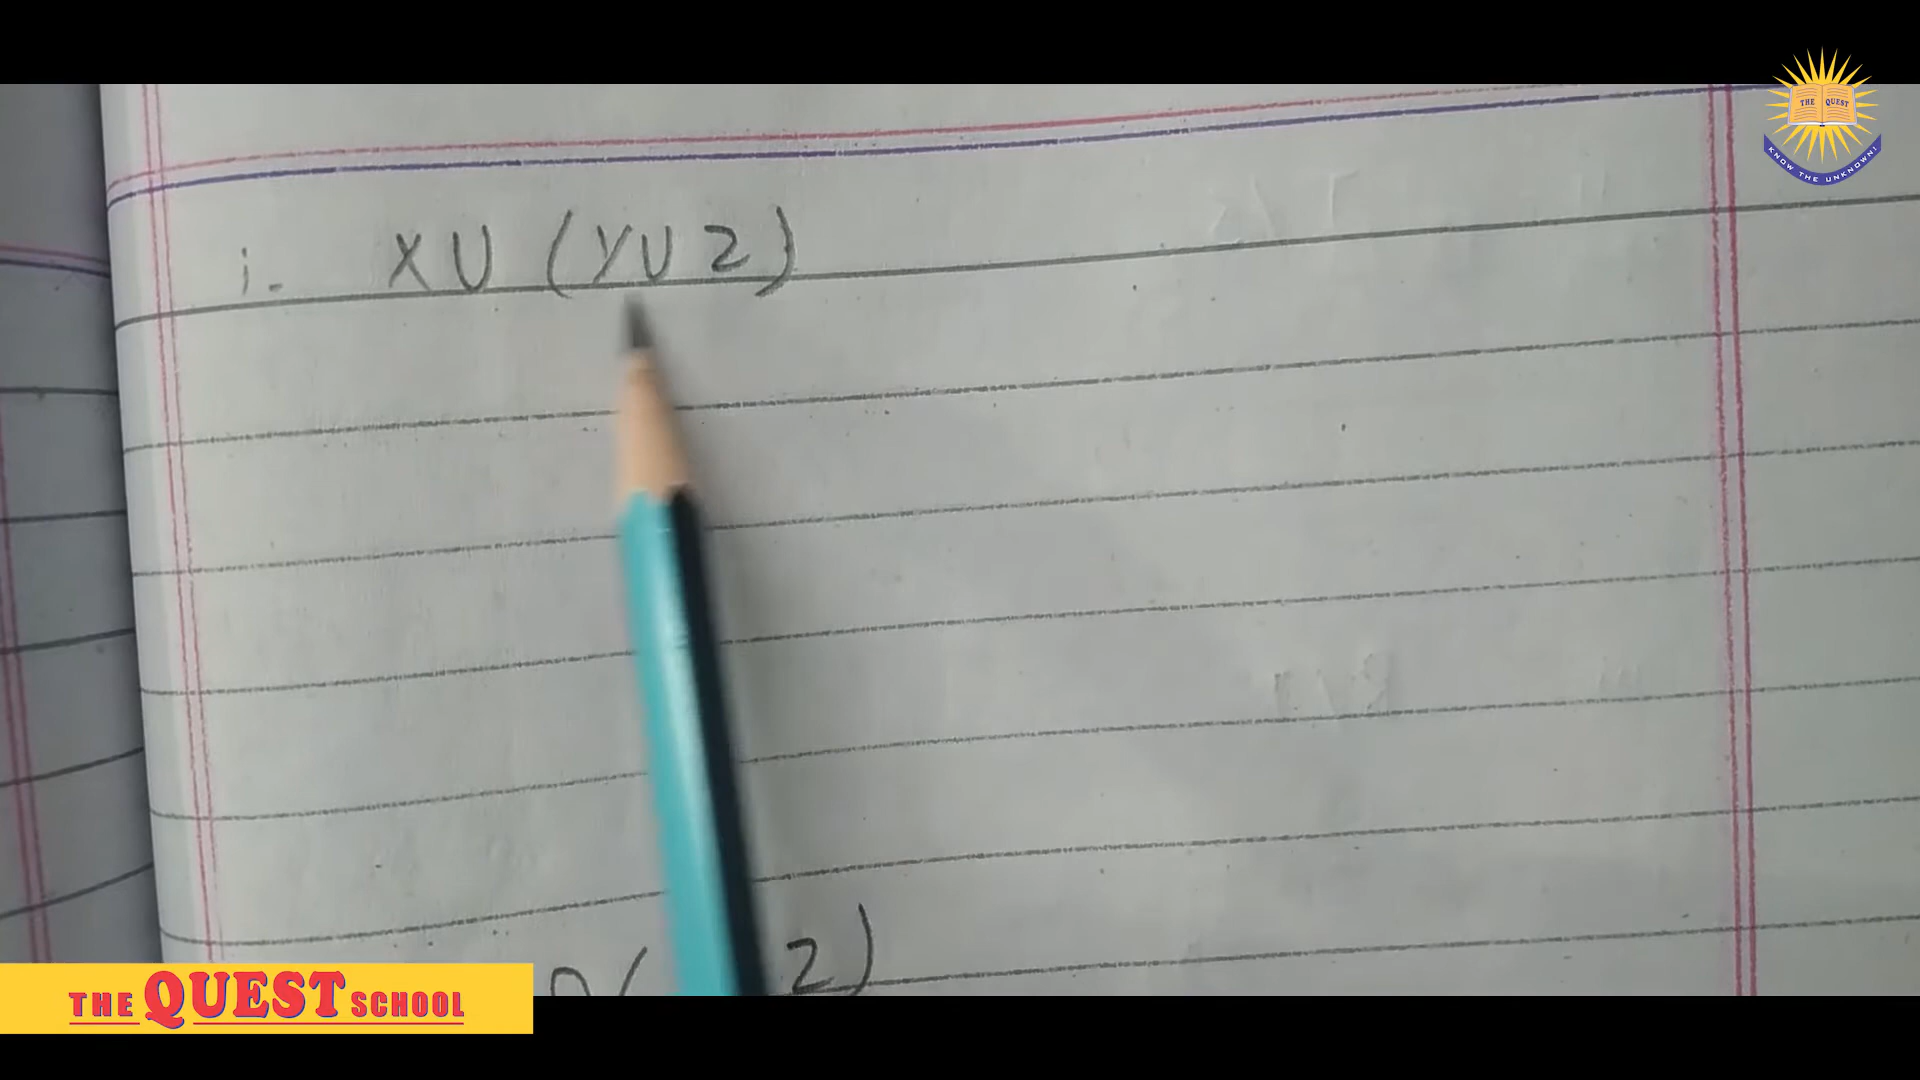 THE QUEST
KNOW THE UNKNOWN!
i. X∪ (Y∪Z)
∩( Z)
THE QUEST SCHOOL